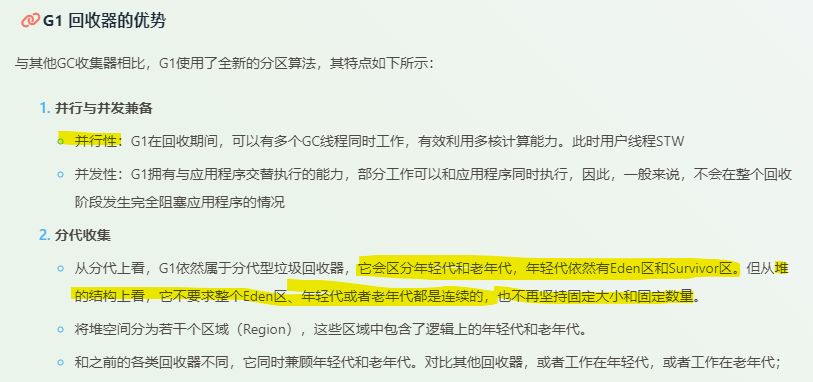 G1 回收器的优势
与其他GC收集器相比，G1使用了全新的分区算法，其特点如下所示：
1. 并行与并发兼备
并行性：G1在回收期间，可以有多个GC线程同时工作，有效利用多核计算能力。此时用户线程STW
并发性：G1拥有与应用程序交替执行的能力，部分工作可以和应用程序同时执行，因此，一般来说，不会在整个回收
阶段发生完全阻塞应用程序的情况
2. 分代收集
从分代上看，G1依然属于分代型垃圾回收器，它会区分年轻代和老年代，年轻代依然有Eden区和Survivor区。但从堆
的结构上看，它不要求整个Eden区、年轻代或者老年代都是连续的，也不再坚持固定大小和固定数量。
将堆空间分为若干个区域（Region），这些区域中包含了逻辑上的年轻代和老年代。
和之前的各类回收器不同，它同时兼顾年轻代和老年代。对比其他回收器，或者工作在年轻代，或者工作在老年代；